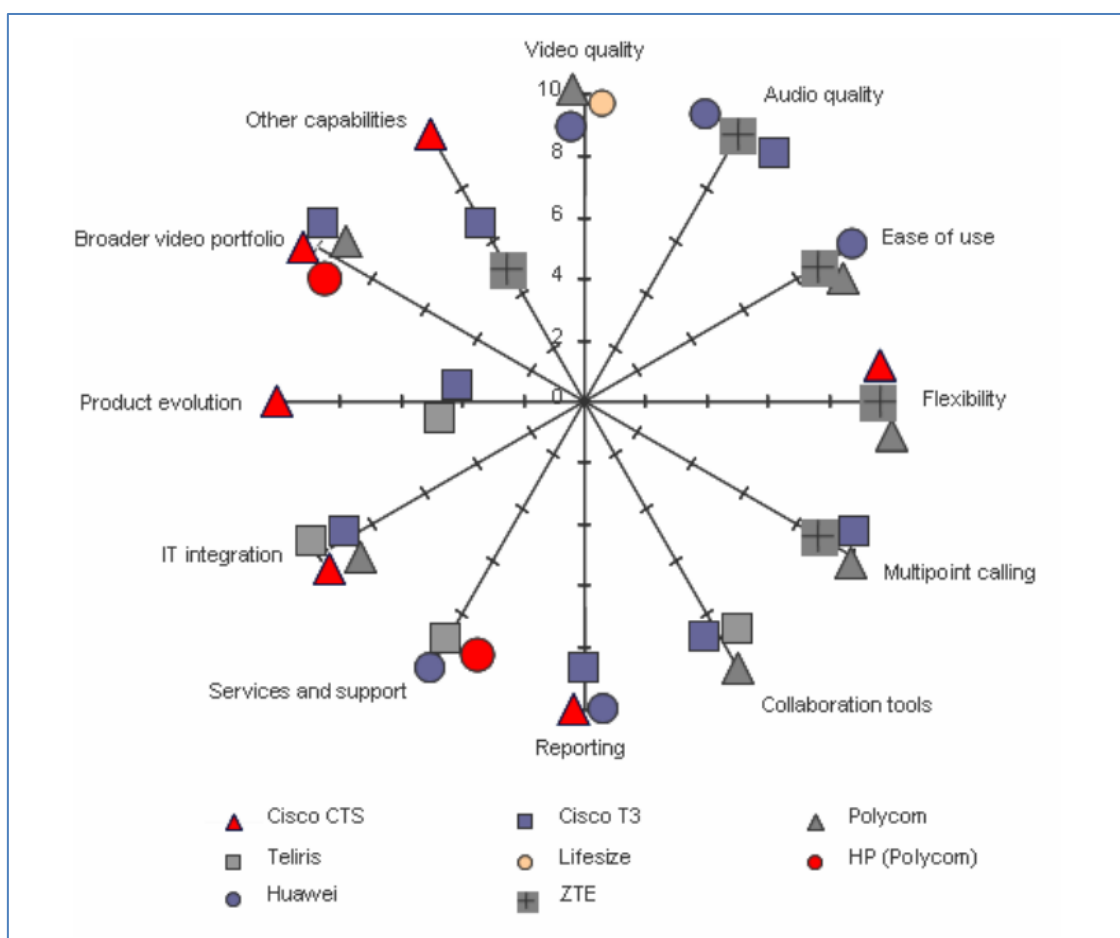 Video quality
10
Audio quality
Other capabilities
8
6
Broader video portfolio
Ease of use
4
2
Product evolution
0
Flexibility
IT integration
Multipoint calling
Services and support
Collaboration tools
Reporting
Cisco CTS
Cisco T3
Polycom
Teliris
Lifesize
HP (Polycom)
Huawei
ZTE